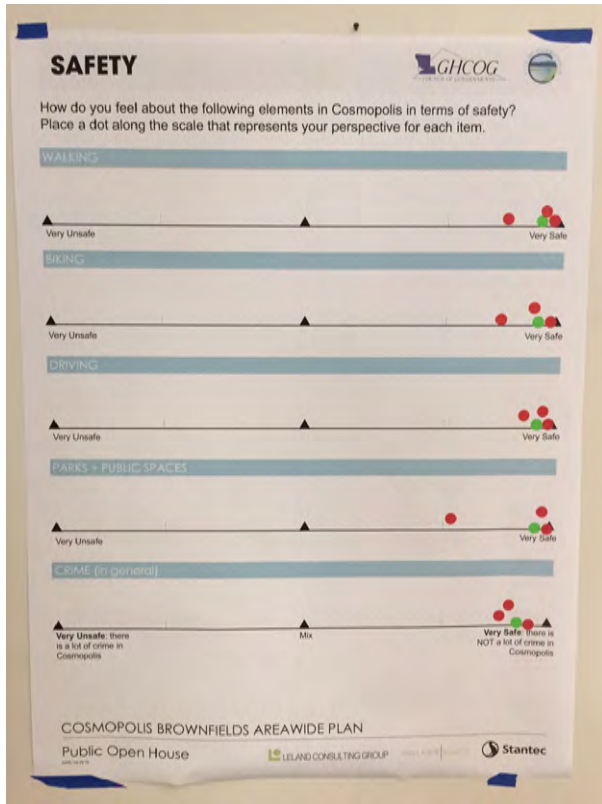 SAFETY
GHCOG
How do you feel about the following elements in Cosmopolis in terms of safety?
Place a dot along the scale that represents your perspective for each item.
WALKING
Very Unsafe Very Safe
BIKING
Very Unsafe Very Safe
DRIVING
Very Unsafe Very Safe
PARKS + PUBLIC SPACES
Very Unsafe Very Safe
CRIME (in general)
Very Unsafe: there
is a lot of crime in
Cosmopolis
Mix
Very Safe: there is
NOT a lot of crime in
Cosmopolis
COSMOPOLIS BROWNFIELDS AREAWIDE PLAN
Public Open House
LELAND CONSULTING GROUP
Stantec